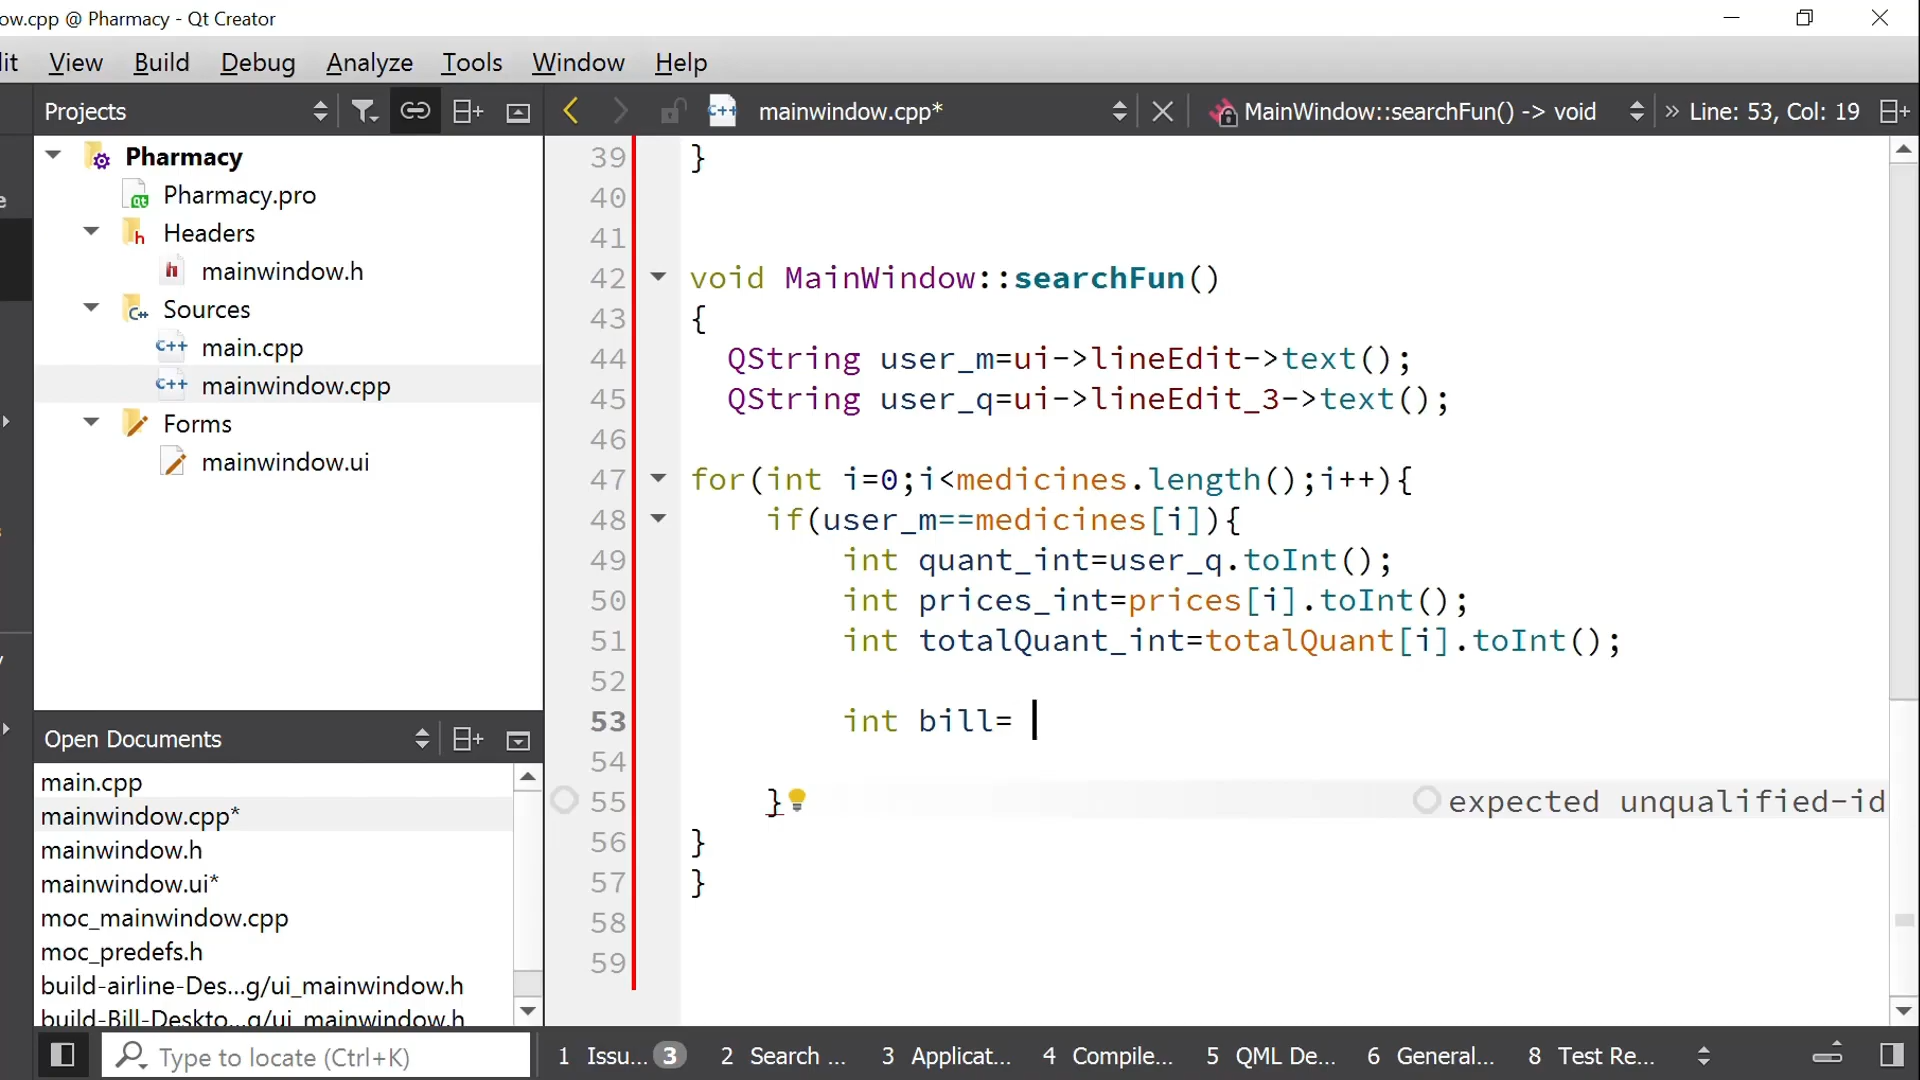 ow.cpp @ Pharmacy - Qt Creator
it View Build Debug Analyze Tools Window Help
Projects
mainwindow.cpp*
MainWindow::searchFun() -> void
» Line: 53, Col: 19
Pharmacy
Pharmacy.pro
Headers
mainwindow.h
Sources
main.cpp
mainwindow.cpp
Forms
mainwindow.ui
Open Documents
main.cpp
mainwindow.cpp*
mainwindow.h
mainwindow.ui*
moc_mainwindow.cpp
moc_predefs.h
build-airline-Des...g/ui_mainwindow.h
build-Bill-Deskto...g/ui_mainwindow.h
39 }
40
41
42 void MainWindow::searchFun()
43 {
44 QString user_m=ui->lineEdit->text();
45 QString user_q=ui->lineEdit_3->text();
46
47 for(int i=0;i<medicines.length();i++){
48 if(user_m==medicines[i]){
49 int quant_int=user_q.toInt();
50 int prices_int=prices[i].toInt();
51 int totalQuant_int=totalQuant[i].toInt();
52
53 int bill=
54
55 } expected unqualified-id
56 }
57 }
58
59
Type to locate (Ctrl+K)
1 Issu... 3 2 Search ... 3 Applicat... 4 Compile... 5 QML De... 6 General... 8 Test Re...